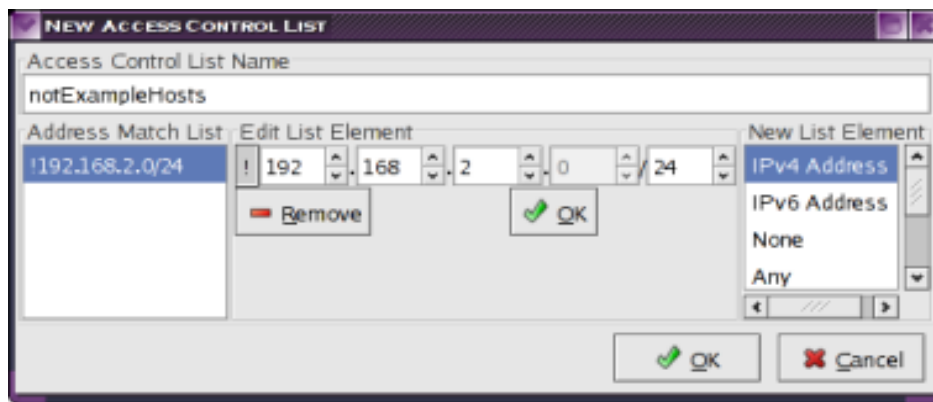 NEW ACCESS CONTROL LIST
Access Control List Name
notExampleHosts
Address Match List
!192.168.2.0/24
Edit List Element
! 192 . 168 . 2 . 0 / 24
Remove
OK
New List Element
IPv4 Address
IPv6 Address
None
Any
OK
Cancel